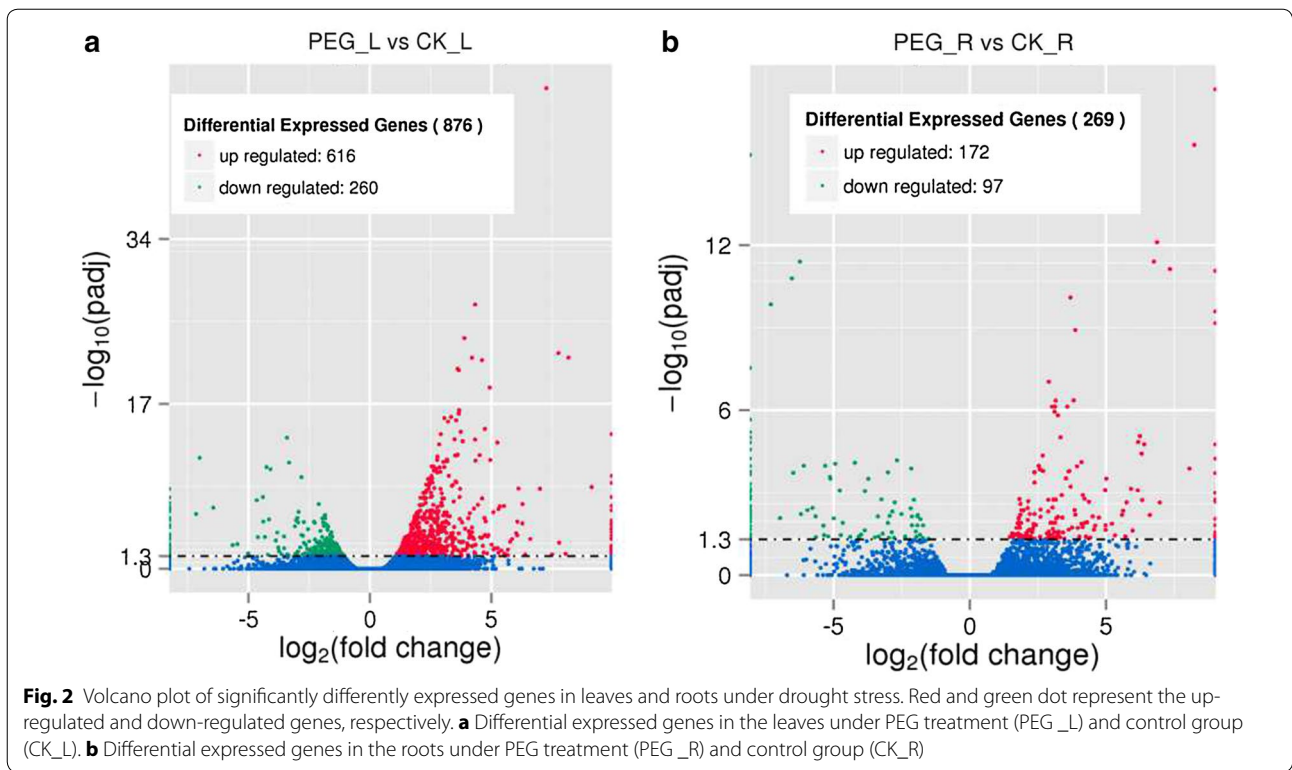 a
PEG_L vs CK_L
Differential Expressed Genes ( 876 )
up regulated: 616
down regulated: 260
34
17
1.3
0
−log10(padj)
-5 0 5
log2(fold change)
b
PEG_R vs CK_R
Differential Expressed Genes ( 269 )
up regulated: 172
down regulated: 97
12
6
1.3
0
−log10(padj)
-5 0 5
log2(fold change)
Fig. 2 Volcano plot of significantly differently expressed genes in leaves and roots under drought stress. Red and green dot represent the up-
regulated and down-regulated genes, respectively. a Differential expressed genes in the leaves under PEG treatment (PEG _L) and control group
(CK_L). b Differential expressed genes in the roots under PEG treatment (PEG _R) and control group (CK_R)